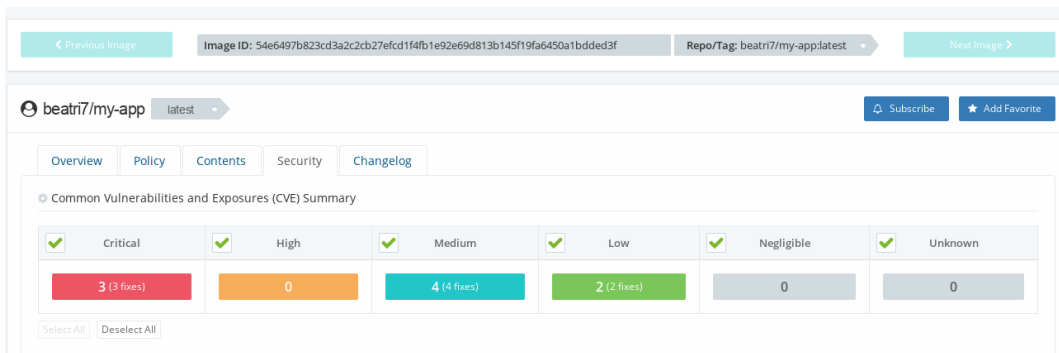 Previous Image
Image ID: 54e6497b823cd3a2c2cb27efcd1f4fb1e92e69d813b145f19fa6450a1bdded3f
Repo/Tag: beatri7/my-app:latest
Next Image
beatri7/my-app latest
Subscribe
Add Favorite
Overview Policy Contents Security Changelog
Common Vulnerabilities and Exposures (CVE) Summary
Critical High Medium Low Negligible Unknown
3 (3 fixes) 0 4 (4 fixes) 2 (2 fixes) 0 0
Select All Deselect All